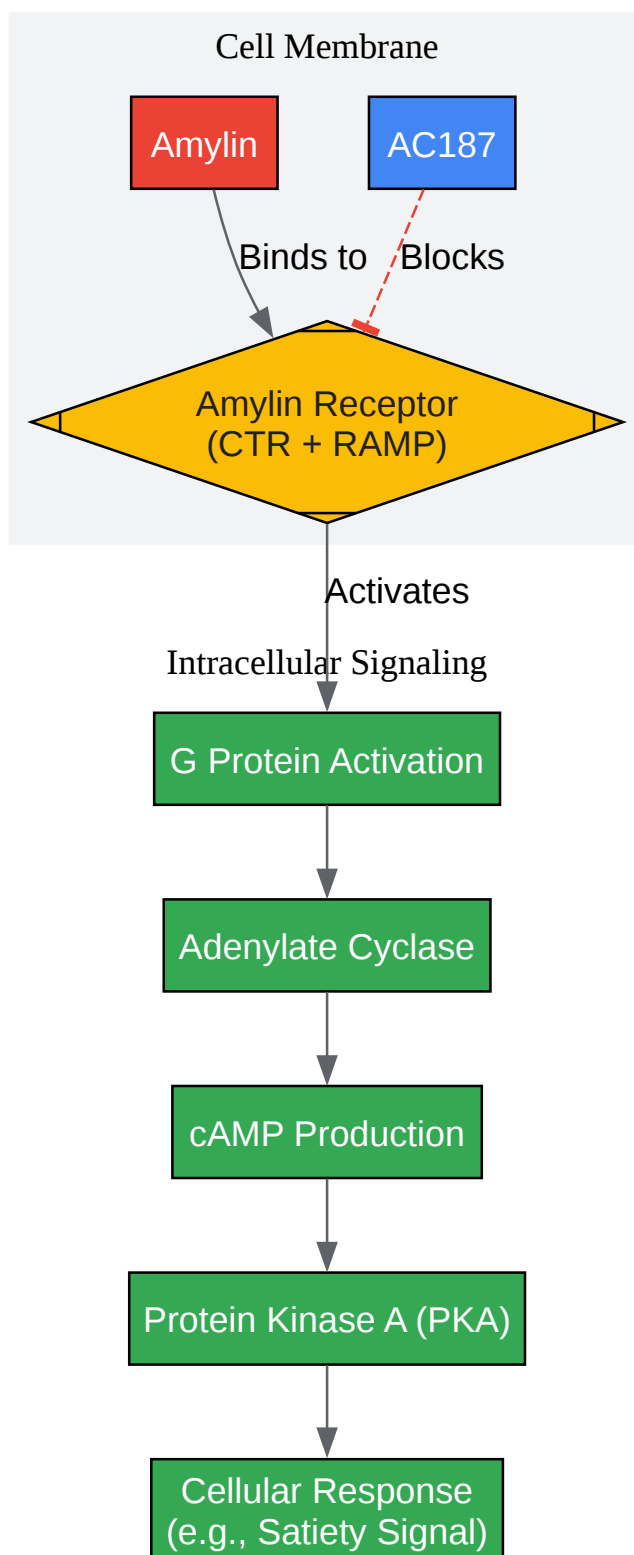 Cell Membrane
Amylin
AC187
Binds to
Blocks
Amylin Receptor
(CTR + RAMP)
Activates
Intracellular Signaling
G Protein Activation
Adenylate Cyclase
cAMP Production
Protein Kinase A (PKA)
Cellular Response
(e.g., Satiety Signal)